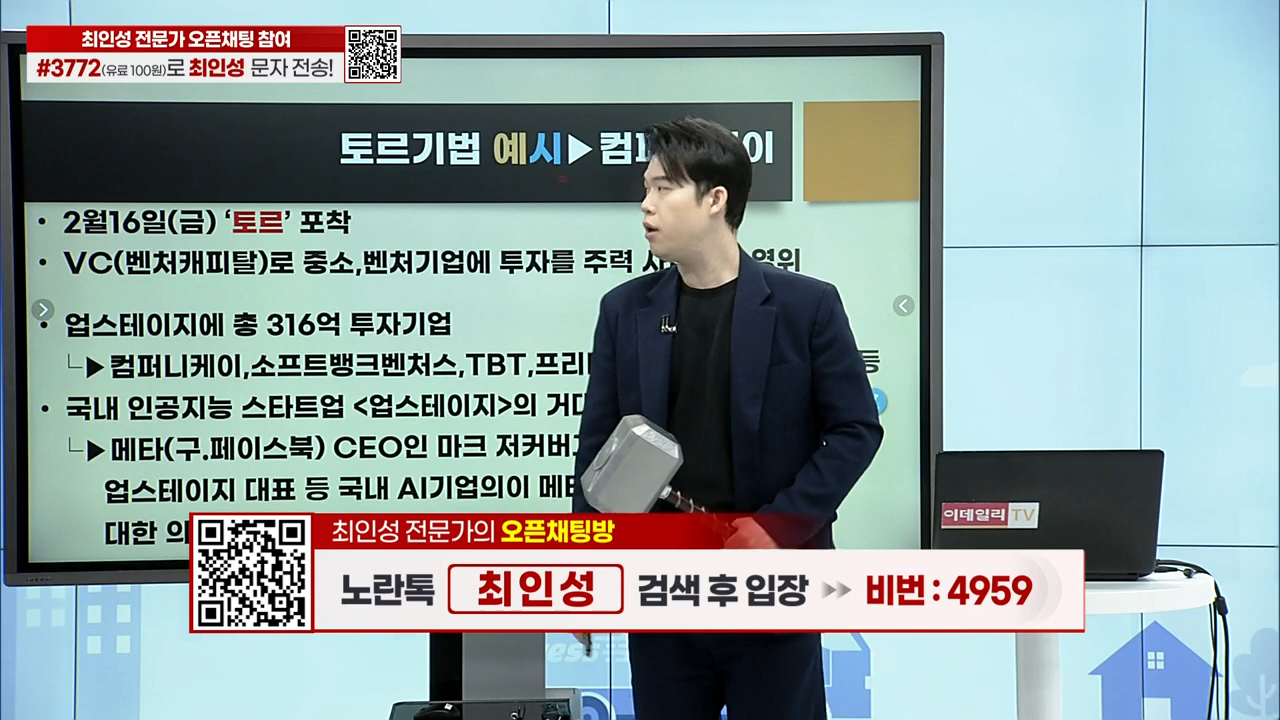 최인성 전문가 오픈채팅 참여
#3772(유료 100원)로 최인성 문자 전송!
토르기법 예시▶컴퍼 이
• 2월16일(금) ‘토르’ 포착
• VC(벤처캐피탈)로 중소,벤처기업에 투자를 주력 영위
• 업스테이지에 총 316억 투자기업
└▶컴퍼니케이,소프트뱅크벤처스,TBT,프리 등
• 국내 인공지능 스타트업 <업스테이지>의
└▶메타(구.페이스북) CEO인 마크 저커버
업스테이지 대표 등 국내 AI기업의이
대한
이데일리 TV
최인성 전문가의 오픈채팅방
노란톡 최인성 검색 후 입장 ▶▶ 비번 : 4959